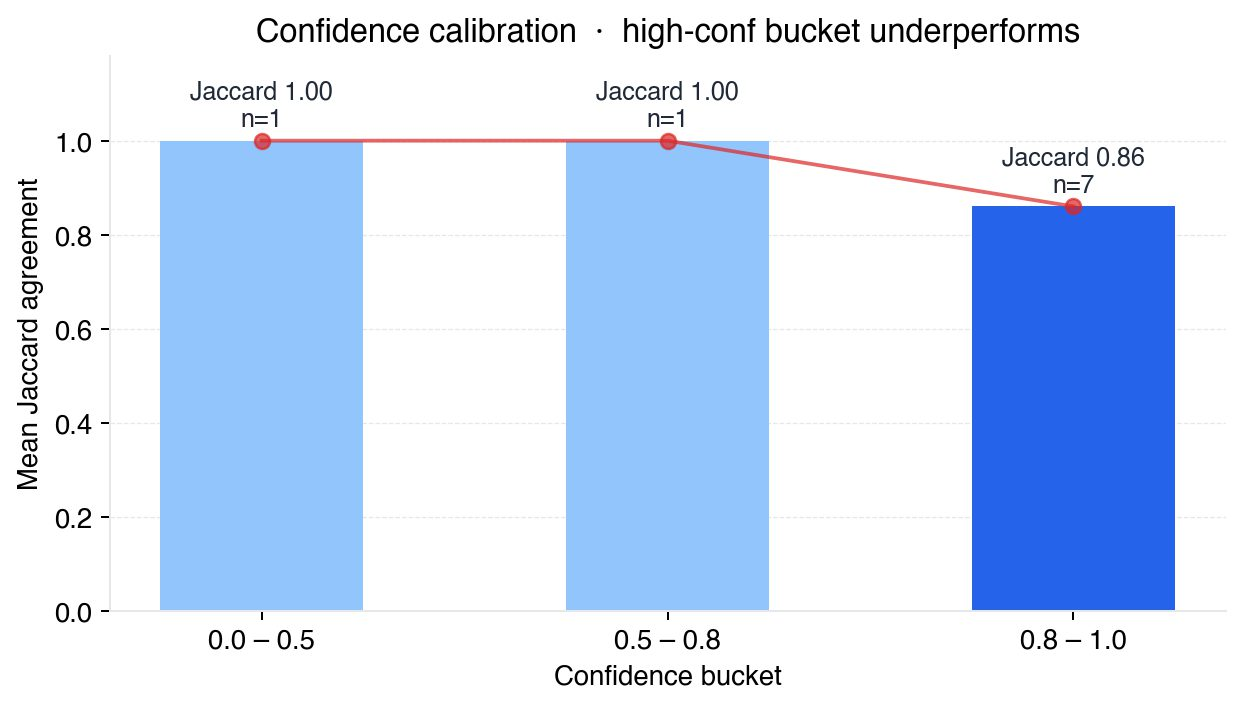 Confidence calibration · high-conf bucket underperforms
Jaccard 1.00
n=1
Jaccard 1.00
n=1
Jaccard 0.86
n=7
Mean Jaccard agreement
1.0
0.8
0.6
0.4
0.2
0.0
0.0 – 0.5
0.5 – 0.8
0.8 – 1.0
Confidence bucket